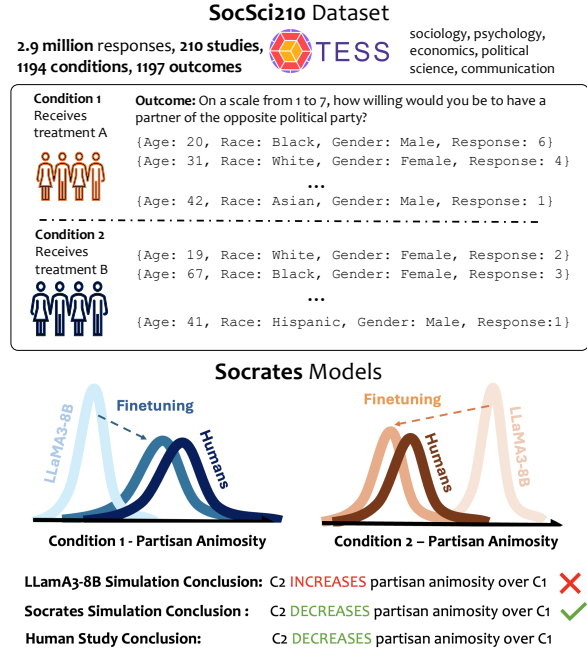 SocSci210 Dataset
2.9 million responses, 210 studies,
1194 conditions, 1197 outcomes
TESS
sociology, psychology,
economics, political
science, communication
Condition 1
Receives
treatment A
Outcome: On a scale from 1 to 7, how willing would you be to have a
partner of the opposite political party?
{Age: 20, Race: Black, Gender: Male, Response: 6}
{Age: 31, Race: White, Gender: Female, Response: 4}
...
{Age: 42, Race: Asian, Gender: Male, Response: 1}
Condition 2
Receives
treatment B
{Age: 19, Race: White, Gender: Female, Response: 2}
{Age: 67, Race: Black, Gender: Female, Response: 3}
...
{Age: 41, Race: Hispanic, Gender: Male, Response:1}
Socrates Models
LLaMA3-8B
Finetuning
Humans
Condition 1 - Partisan Animosity
Finetuning
Humans
LLaMA3-8B
Condition 2 – Partisan Animosity
LLamA3-8B Simulation Conclusion: C2 INCREASES partisan animosity over C1
Socrates Simulation Conclusion : C2 DECREASES partisan animosity over C1
Human Study Conclusion: C2 DECREASES partisan animosity over C1